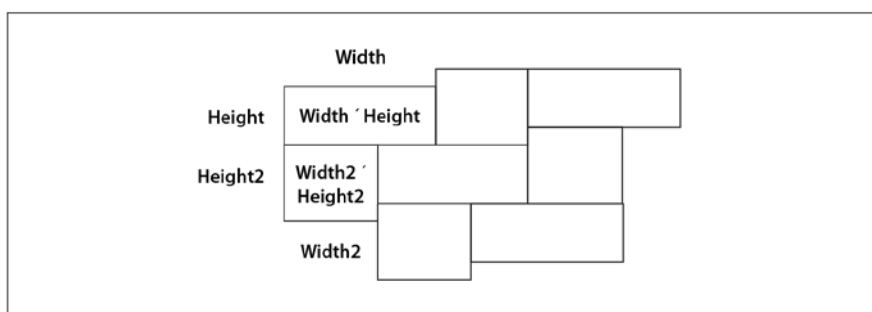 Width
Height
Width ´ Height
Height2
Width2 ´
Height2
Width2